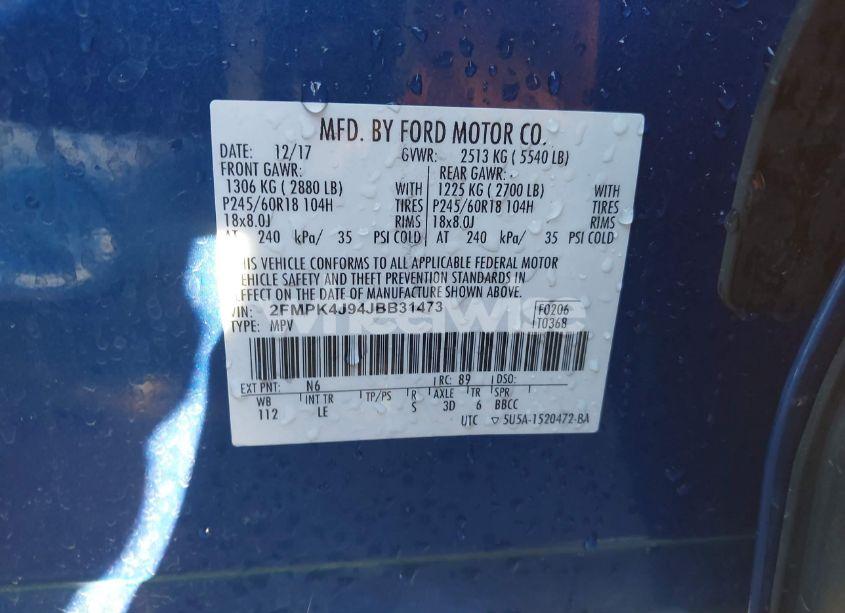 MFD. BY FORD MOTOR CO.
DATE: 12/17 GVWR: 2513 KG ( 5540 LB)
FRONT GAWR: REAR GAWR:
1306 KG ( 2880 LB) WITH 1225 KG ( 2700 LB) WITH
P245/60R18 104H TIRES P245/60R18 104H TIRES
18x8.0J RIMS 18x8.0J RIMS
AT 240 kPa/ 35 PSI COLD AT 240 kPa/ 35 PSI COLD
THIS VEHICLE CONFORMS TO ALL APPLICABLE FEDERAL MOTOR
VEHICLE SAFETY AND THEFT PREVENTION STANDARDS IN
EFFECT ON THE DATE OF MANUFACTURE SHOWN ABOVE.
VIN: 2FMPK4J94JBB31473 F0206
TYPE: MPV T0368
wheelwise
EXT PNT: N6 RC: 89 DSO:
WB INT TR TP/PS R AXLE TR SPR
112 LE S 3D 6 BBCC
UTC ▽ 5U5A-1520472-BA